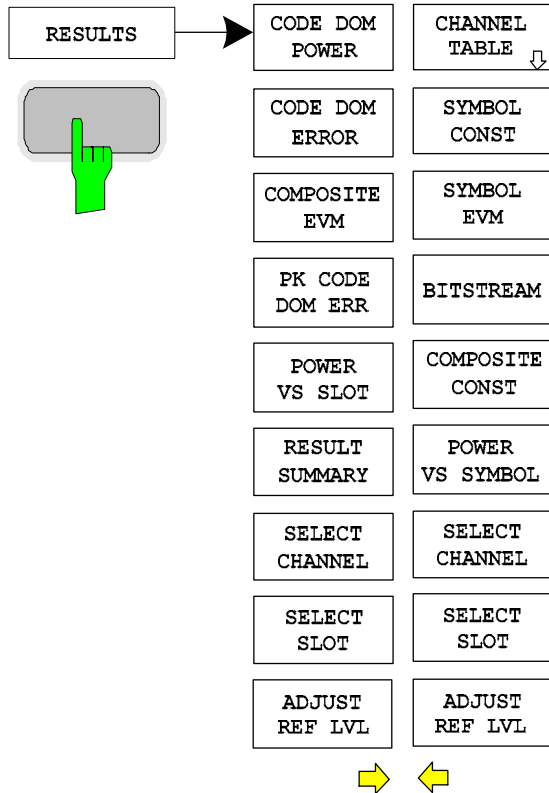 RESULTS
CODE DOM
POWER
CODE DOM
ERROR
COMPOSITE
EVM
PK CODE
DOM ERR
POWER
VS SLOT
RESULT
SUMMARY
SELECT
CHANNEL
SELECT
SLOT
ADJUST
REF LVL
CHANNEL
TABLE
SYMBOL
CONST
SYMBOL
EVM
BITSTREAM
COMPOSITE
CONST
POWER
VS SYMBOL
SELECT
CHANNEL
SELECT
SLOT
ADJUST
REF LVL